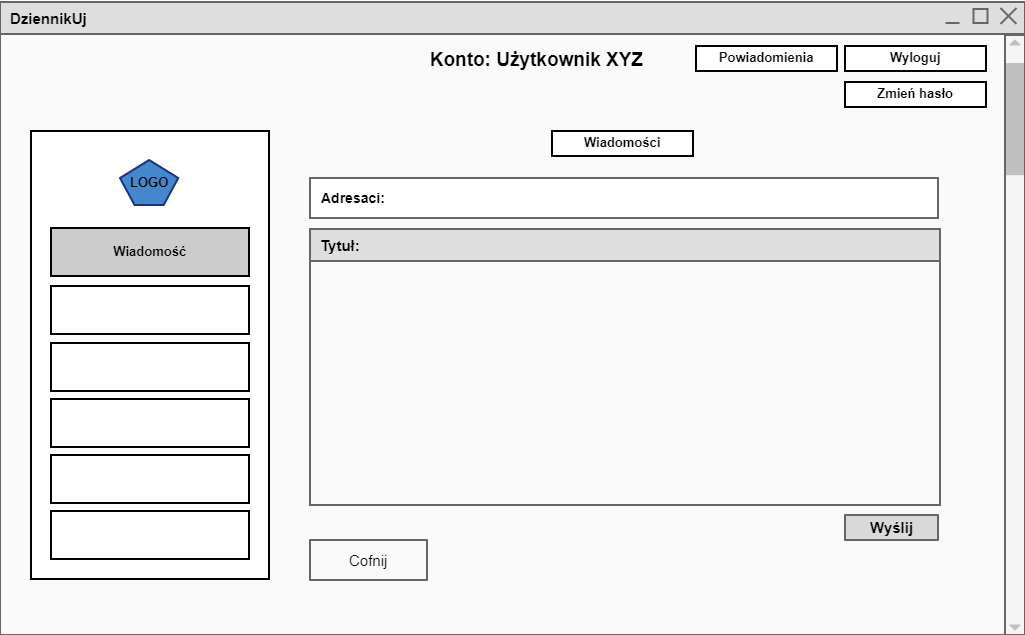 DziennikUj
Konto: Użytkownik XYZ
Powiadomienia
Wyloguj
Zmień hasło
LOGO
Wiadomość
Wiadomości
Adresaci:
Tytuł:
Wyślij
Cofnij